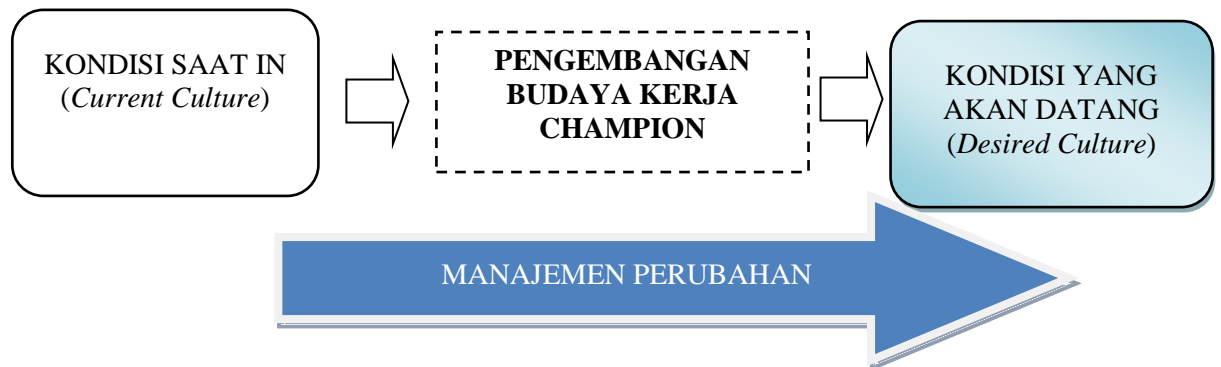 KONDISI SAAT IN
(Current Culture)
PENGEMBANGAN
BUDAYA KERJA
CHAMPION
KONDISI YANG
AKAN DATANG
(Desired Culture)
MANAJEMEN PERUBAHAN